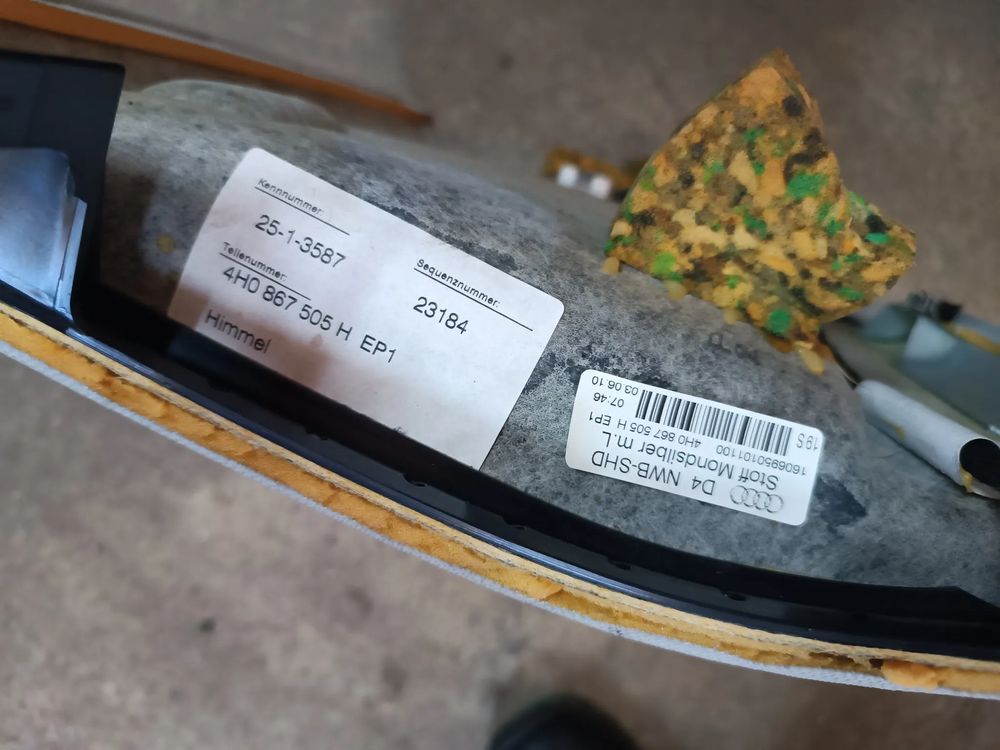 Kennnummer:
25-1-3587
Teilenummer:
4H0 867 505 H EP1
Himmel
Sequenznummer:
23184
D4 NWB-SHD
Stoff Mondsilber m.L
1606950101100 4H0 867 505 H EP1
19S
07:46
03.06.10